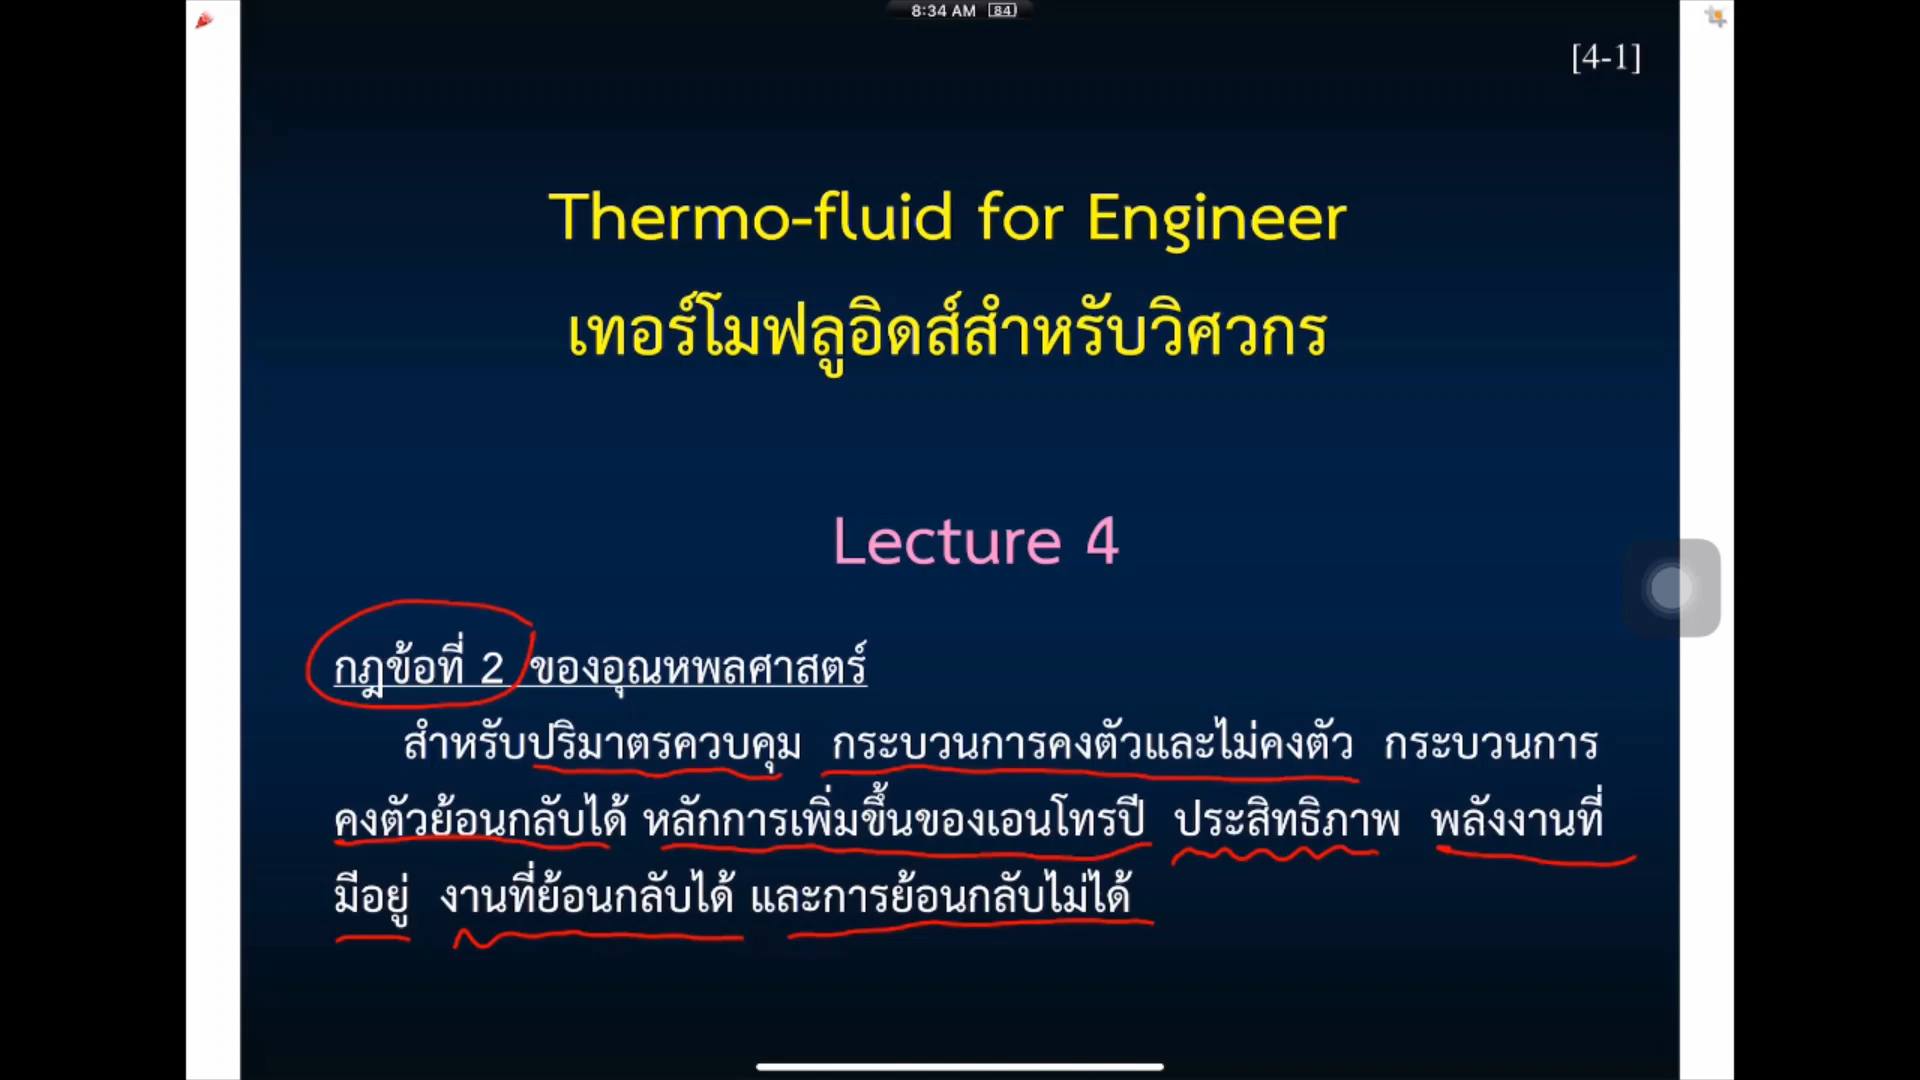 8:34 AM 84
[4-1]
Thermo-fluid for Engineer
เทอร์โมฟลูอิดส์สำหรับวิศวกร
Lecture 4
กฎข้อที่ 2 ของอุณหพลศาสตร์
สำหรับปริมาตรควบคุม กระบวนการคงตัวและไม่คงตัว กระบวนการ
คงตัวย้อนกลับได้ หลักการเพิ่มขึ้นของเอนโทรปี ประสิทธิภาพ พลังงานที่
มีอยู่ งานที่ย้อนกลับได้ และการย้อนกลับไม่ได้